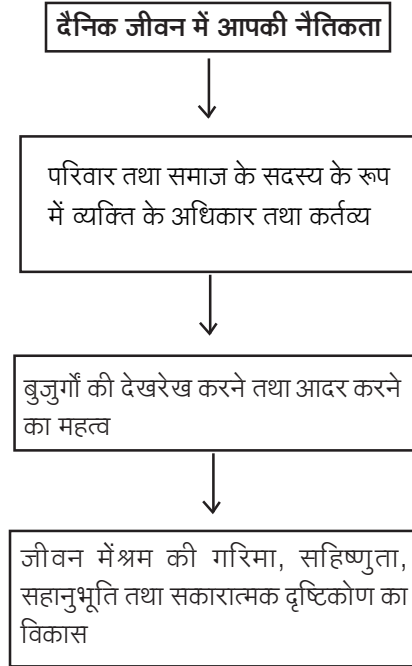 दैनिक जीवन में आपकी नैतिकता
परिवार तथा समाज के सदस्य के रूप
में व्यक्ति के अधिकार तथा कर्तव्य
बुजुर्गों की देखरेख करने तथा आदर करने
का महत्व
जीवन मेंश्रम की गरिमा, सहिष्णुता,
सहानुभूति तथा सकारात्मक दृष्टिकोण का
विकास